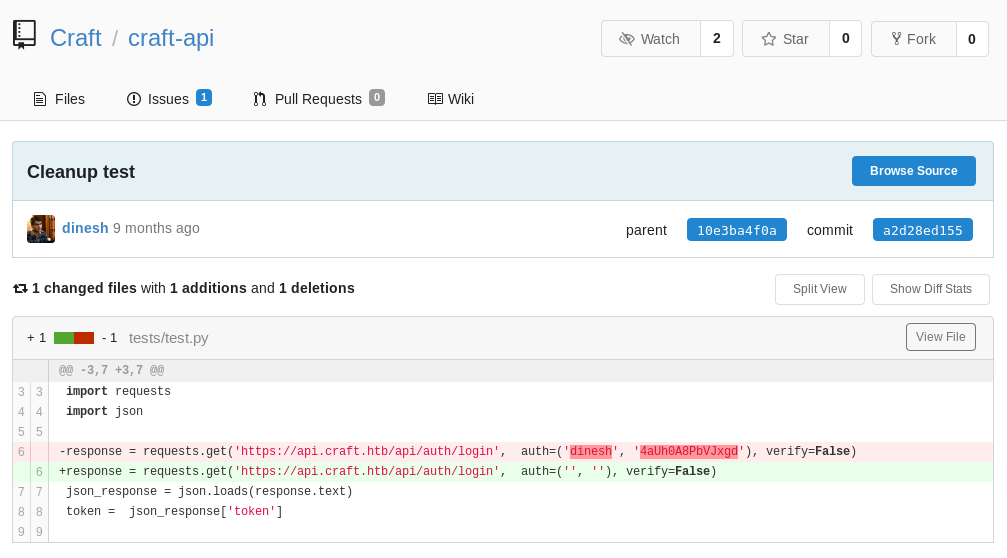 Craft / craft-api
Watch 2 Star 0 Fork 0
Files Issues 1 Pull Requests 0 Wiki
Cleanup test Browse Source
dinesh 9 months ago parent 10e3ba4f0a commit a2d28ed155
1 changed files with 1 additions and 1 deletions Split View Show Diff Stats
+ 1 - 1 tests/test.py View File
@@ -3,7 +3,7 @@
3 3 import requests
4 4 import json
5 5
6 -response = requests.get('https://api.craft.htb/api/auth/login', auth=('dinesh', '4aUh0A8PbVJxgd'), verify=False)
6 +response = requests.get('https://api.craft.htb/api/auth/login', auth=('', ''), verify=False)
7 7 json_response = json.loads(response.text)
8 8 token = json_response['token']
9 9